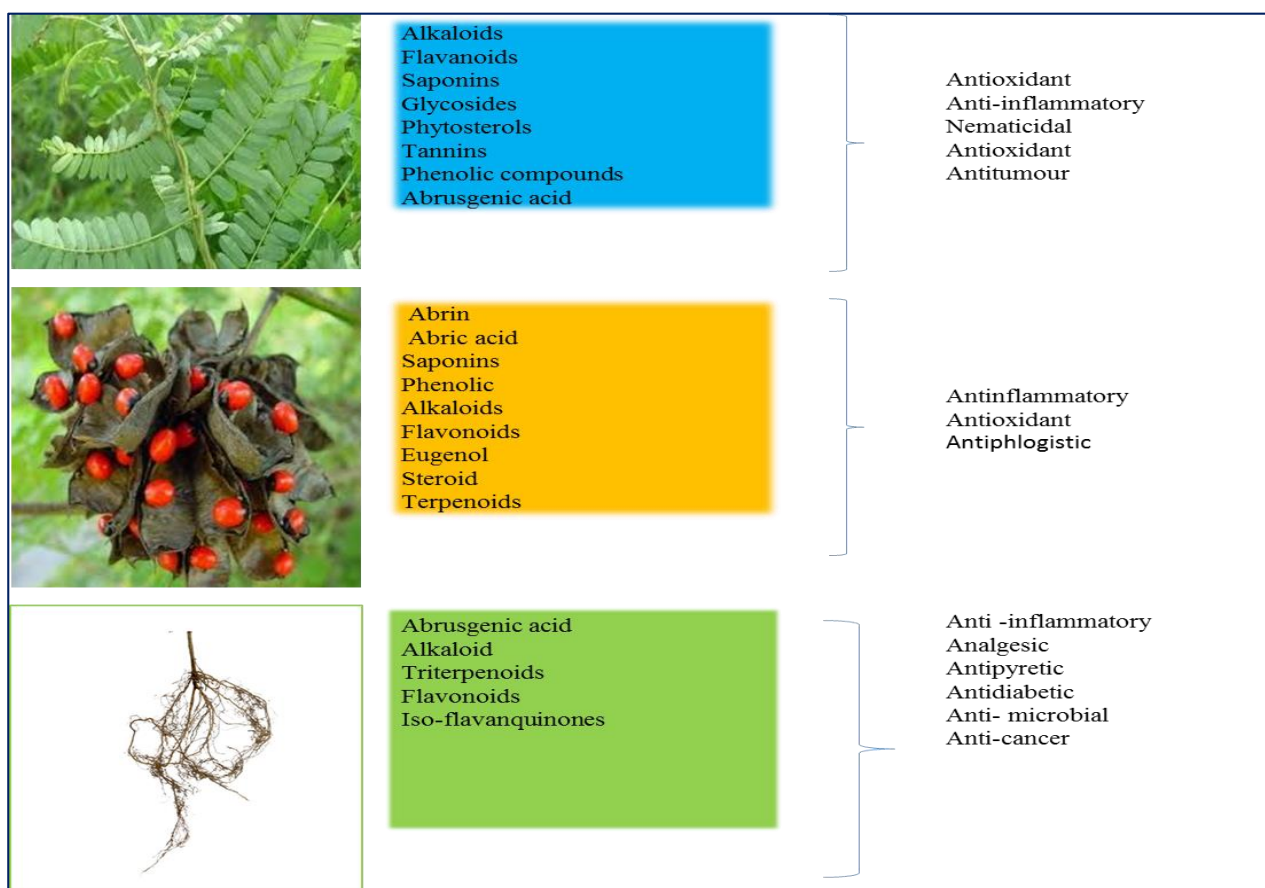 Alkaloids
Flavanoids
Saponins
Glycosides
Phytosterols
Tannins
Phenolic compounds
Abrusgenic acid
Antioxidant
Anti-inflammatory
Nematicidal
Antioxidant
Antitumour
Abrin
Abric acid
Saponins
Phenolic
Alkaloids
Flavonoids
Eugenol
Steroid
Terpenoids
Antinflammatory
Antioxidant
Antiphlogistic
Abrusgenic acid
Alkaloid
Triterpenoids
Flavonoids
Iso-flavanquinones
Anti -inflammatory
Analgesic
Antipyretic
Antidiabetic
Anti- microbial
Anti-cancer